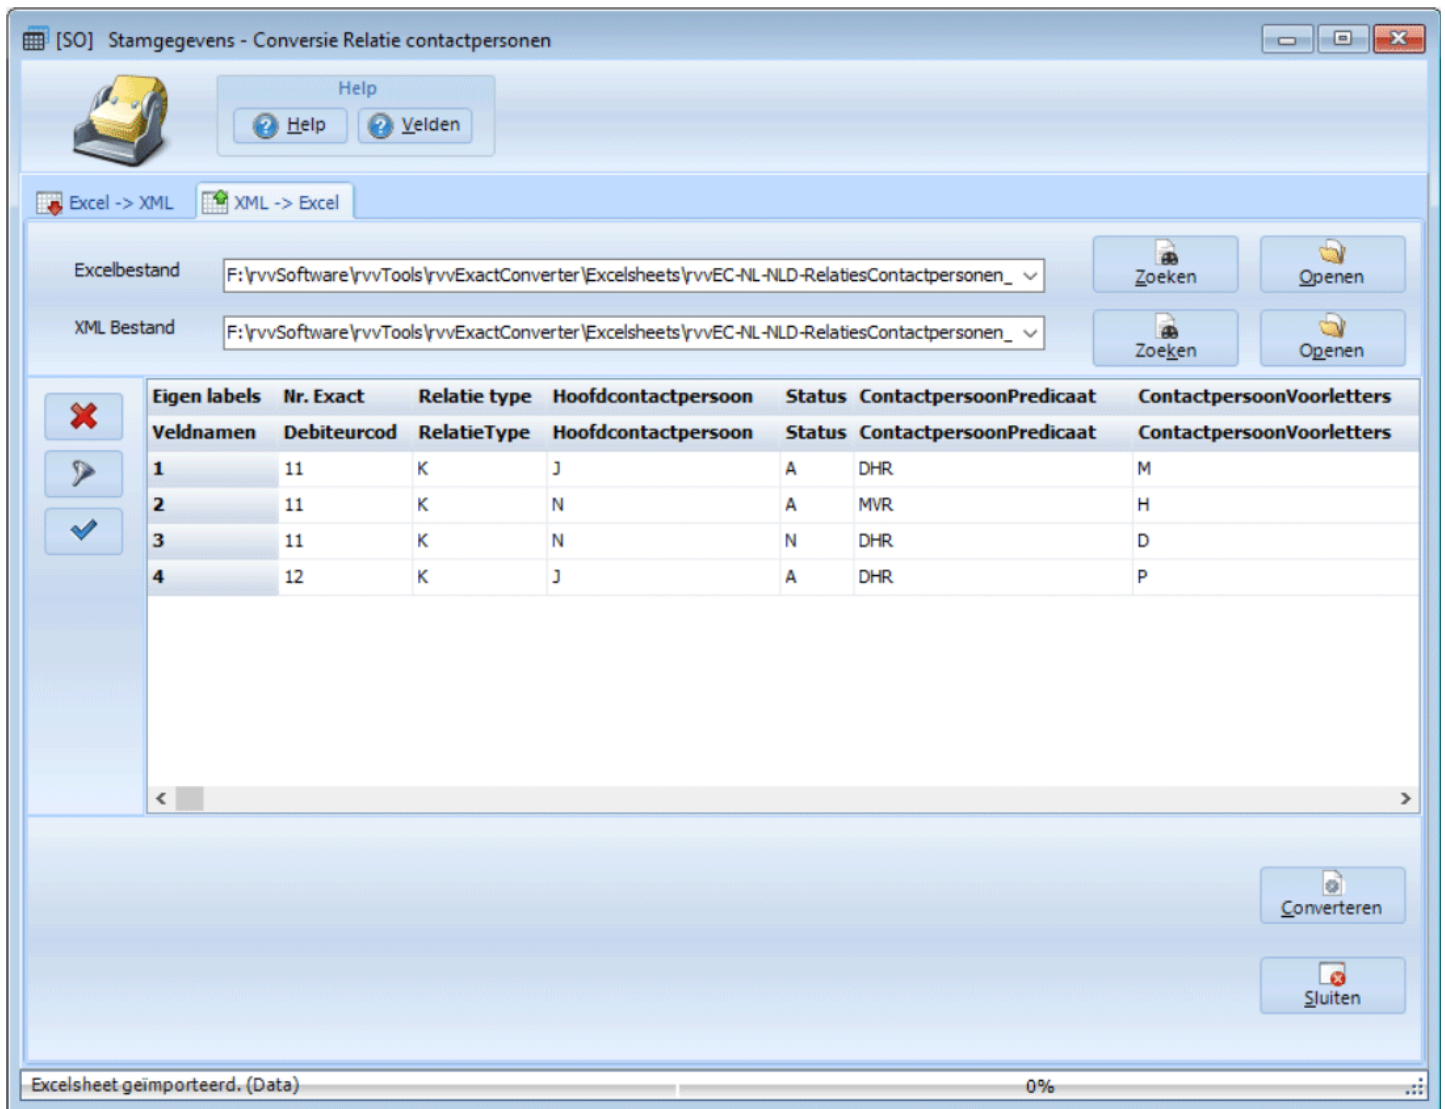 [SO] Stamgegevens - Conversie Relatie contactpersonen
Help
Help Velden
Excel -> XML XML -> Excel
Excelbestand F:\rvvSoftware\rvvTools\rvvExactConverter\Excelsheets\rvvEC-NL-NLD-RelatiesContactpersonen_ Zoeken Openen
XML Bestand F:\rvvSoftware\rvvTools\rvvExactConverter\Excelsheets\rvvEC-NL-NLD-RelatiesContactpersonen_ Zoeken Openen
Eigen labels Nr. Exact Relatie type Hoofdcontactpersoon Status ContactpersoonPredicaat ContactpersoonVoorletters
Veldnamen Debiteurcod RelatieType Hoofdcontactpersoon Status ContactpersoonPredicaat ContactpersoonVoorletters
1 11 K J A DHR M
2 11 K N A MVR H
3 11 K N N DHR D
4 12 K J A DHR P
Converteren
Sluiten
Excelsheet geïmporteerd. (Data) 0%